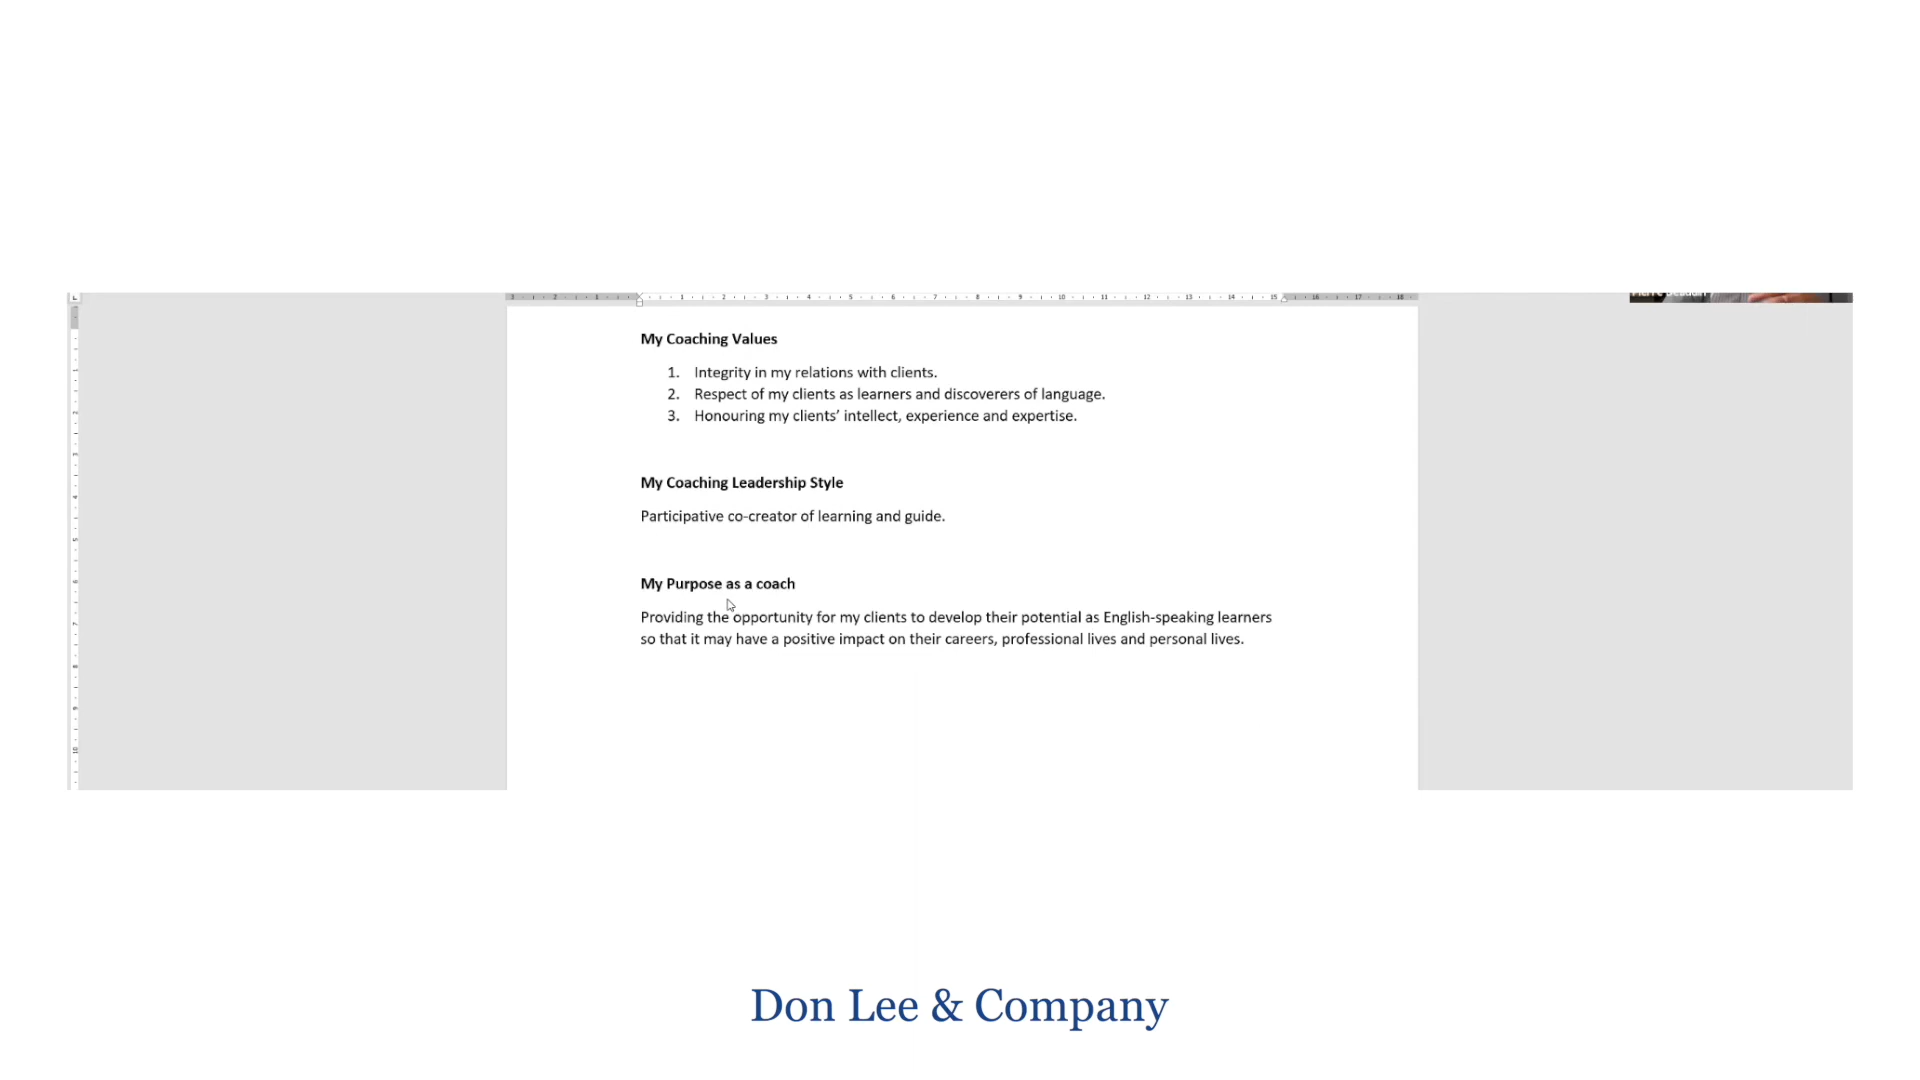 My Coaching Values
1. Integrity in my relations with clients.
2. Respect of my clients as learners and discoverers of language.
3. Honouring my clients’ intellect, experience and expertise.
My Coaching Leadership Style
Participative co-creator of learning and guide.
My Purpose as a coach
Providing the opportunity for my clients to develop their potential as English-speaking learners
so that it may have a positive impact on their careers, professional lives and personal lives.
Don Lee & Company